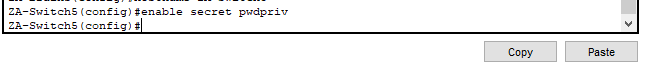 ZA-Switch5(config)#enable secret pwdpriv
ZA-Switch5(config)#
Copy
Paste